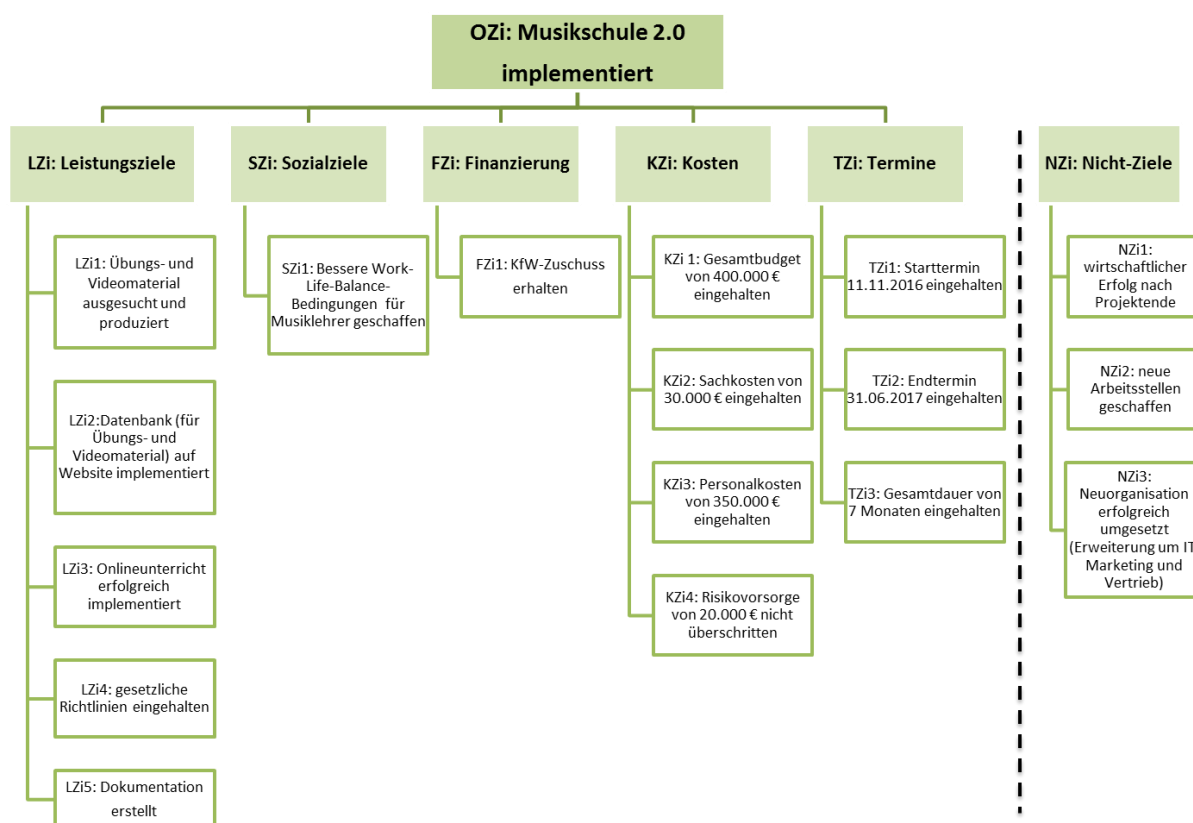 OZi: Musikschule 2.0
implementiert
LZi: Leistungsziele
SZi: Sozialziele
FZi: Finanzierung
KZi: Kosten
TZi: Termine
NZi: Nicht-Ziele
LZi1: Übungs- und
Videomaterial
ausgesucht und
produziert
LZi2:Datenbank (für
Übungs- und
Videomaterial) auf
Website implementiert
LZi3: Onlineunterricht
erfolgreich
implementiert
LZi4: gesetzliche
Richtlinien eingehalten
LZi5: Dokumentation
erstellt
SZi1: Bessere Work-
Life-Balance-
Bedingungen für
Musiklehrer geschaffen
FZi1: KfW-Zuschuss
erhalten
KZi 1: Gesamtbudget
von 400.000 €
eingehalten
KZi2: Sachkosten von
30.000 € eingehalten
KZi3: Personalkosten
von 350.000 €
eingehalten
KZi4: Risikovorsorge
von 20.000 € nicht
überschritten
TZi1: Starttermin
11.11.2016 eingehalten
TZi2: Endtermin
31.06.2017 eingehalten
TZi3: Gesamtdauer von
7 Monaten eingehalten
NZi1:
wirtschaftlicher
Erfolg nach
Projektende
NZi2: neue
Arbeitsstellen
geschaffen
NZi3:
Neuorganisation
erfolgreich
umgesetzt
(Erweiterung um IT
Marketing und
Vertrieb)